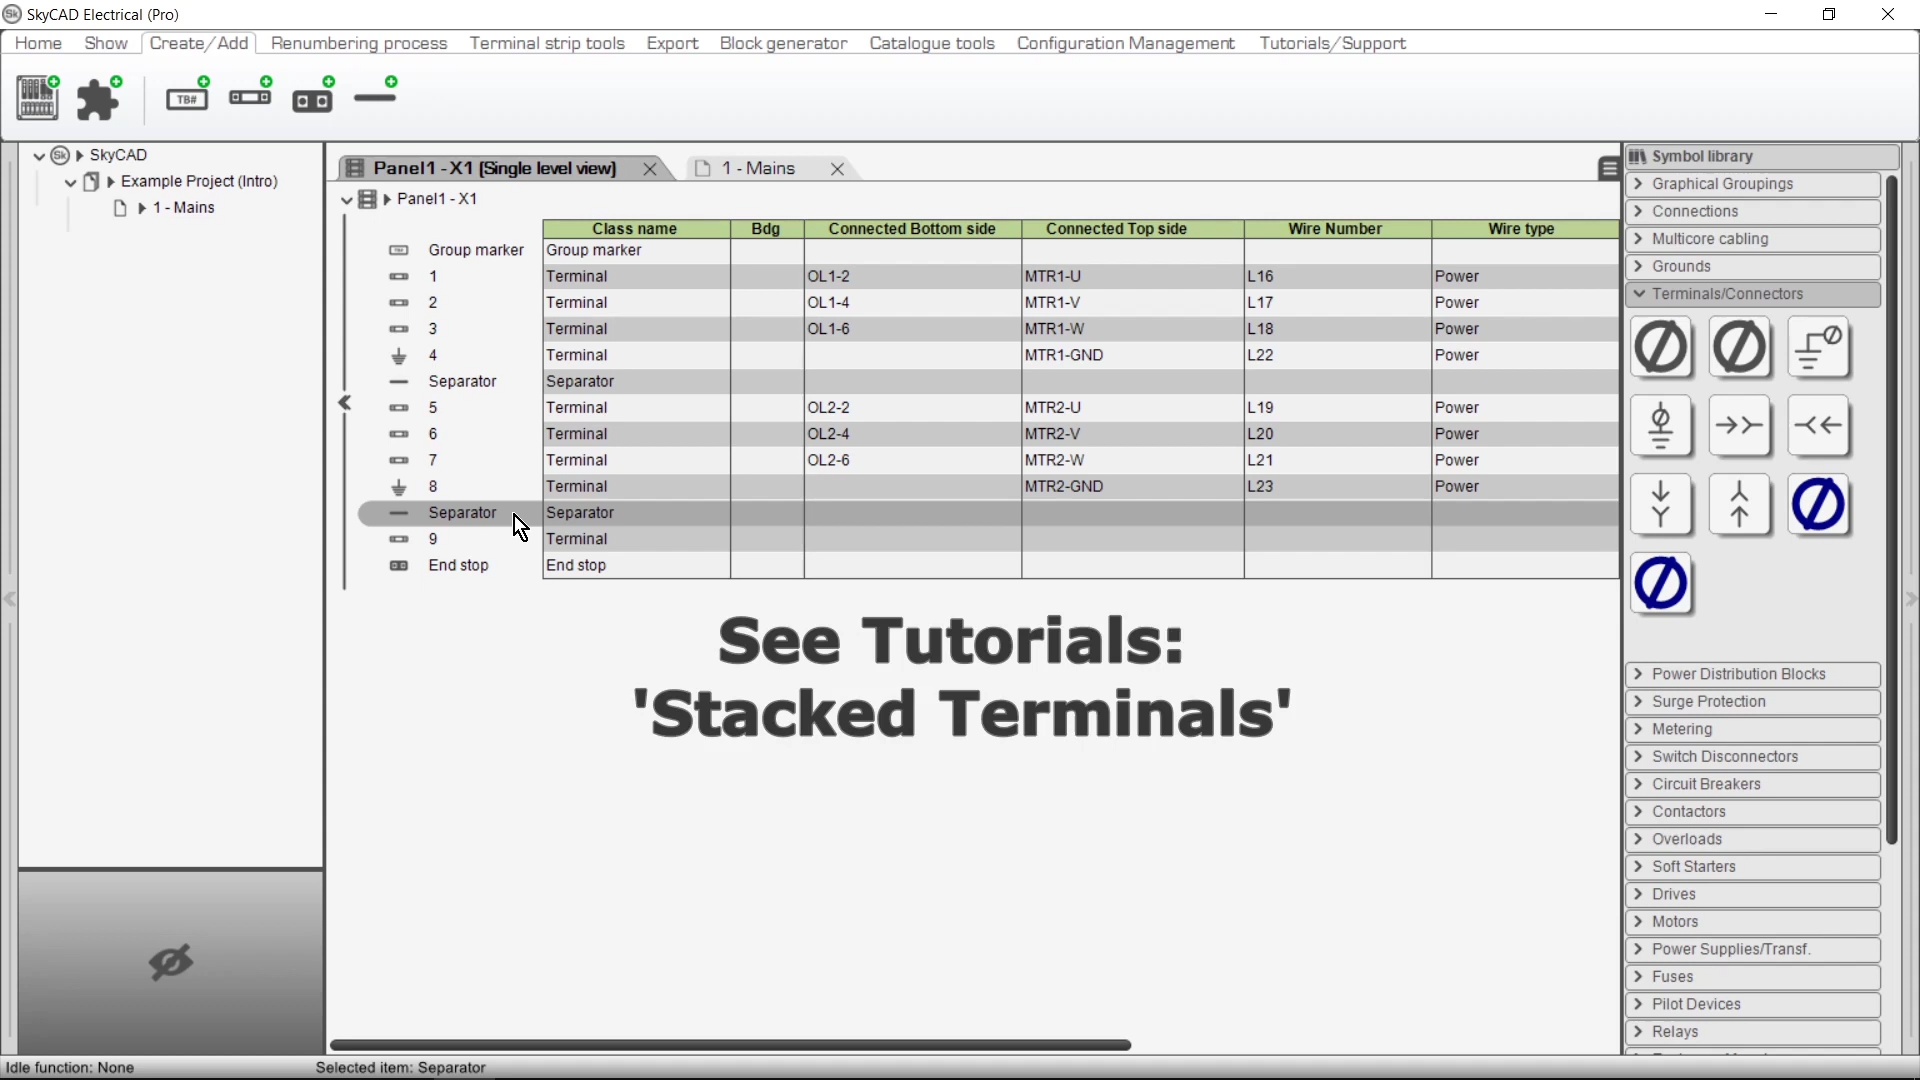 SkyCAD Electrical (Pro)
Home Show Create/Add Renumbering process Terminal strip tools Export Block generator Catalogue tools Configuration Management Tutorials/Support
TB#
SkyCAD
Example Project (Intro)
1 - Mains
Panel1 - X1 [Single level view] 1 - Mains
Panel1 - X1
Class name Bdg Connected Bottom side Connected Top side Wire Number Wire type
Group marker Group marker
1 Terminal OL1-2 MTR1-U L16 Power
2 Terminal OL1-4 MTR1-V L17 Power
3 Terminal OL1-6 MTR1-W L18 Power
4 Terminal MTR1-GND L22 Power
Separator Separator
5 Terminal OL2-2 MTR2-U L19 Power
6 Terminal OL2-4 MTR2-V L20 Power
7 Terminal OL2-6 MTR2-W L21 Power
8 Terminal MTR2-GND L23 Power
Separator Separator
9 Terminal
End stop End stop
See Tutorials:
'Stacked Terminals'
Symbol library
Graphical Groupings
Connections
Multicore cabling
Grounds
Terminals/Connectors
Power Distribution Blocks
Surge Protection
Metering
Switch Disconnectors
Circuit Breakers
Contactors
Overloads
Soft Starters
Drives
Motors
Power Supplies/Transf.
Fuses
Pilot Devices
Relays
Idle function: None Selected item: Separator